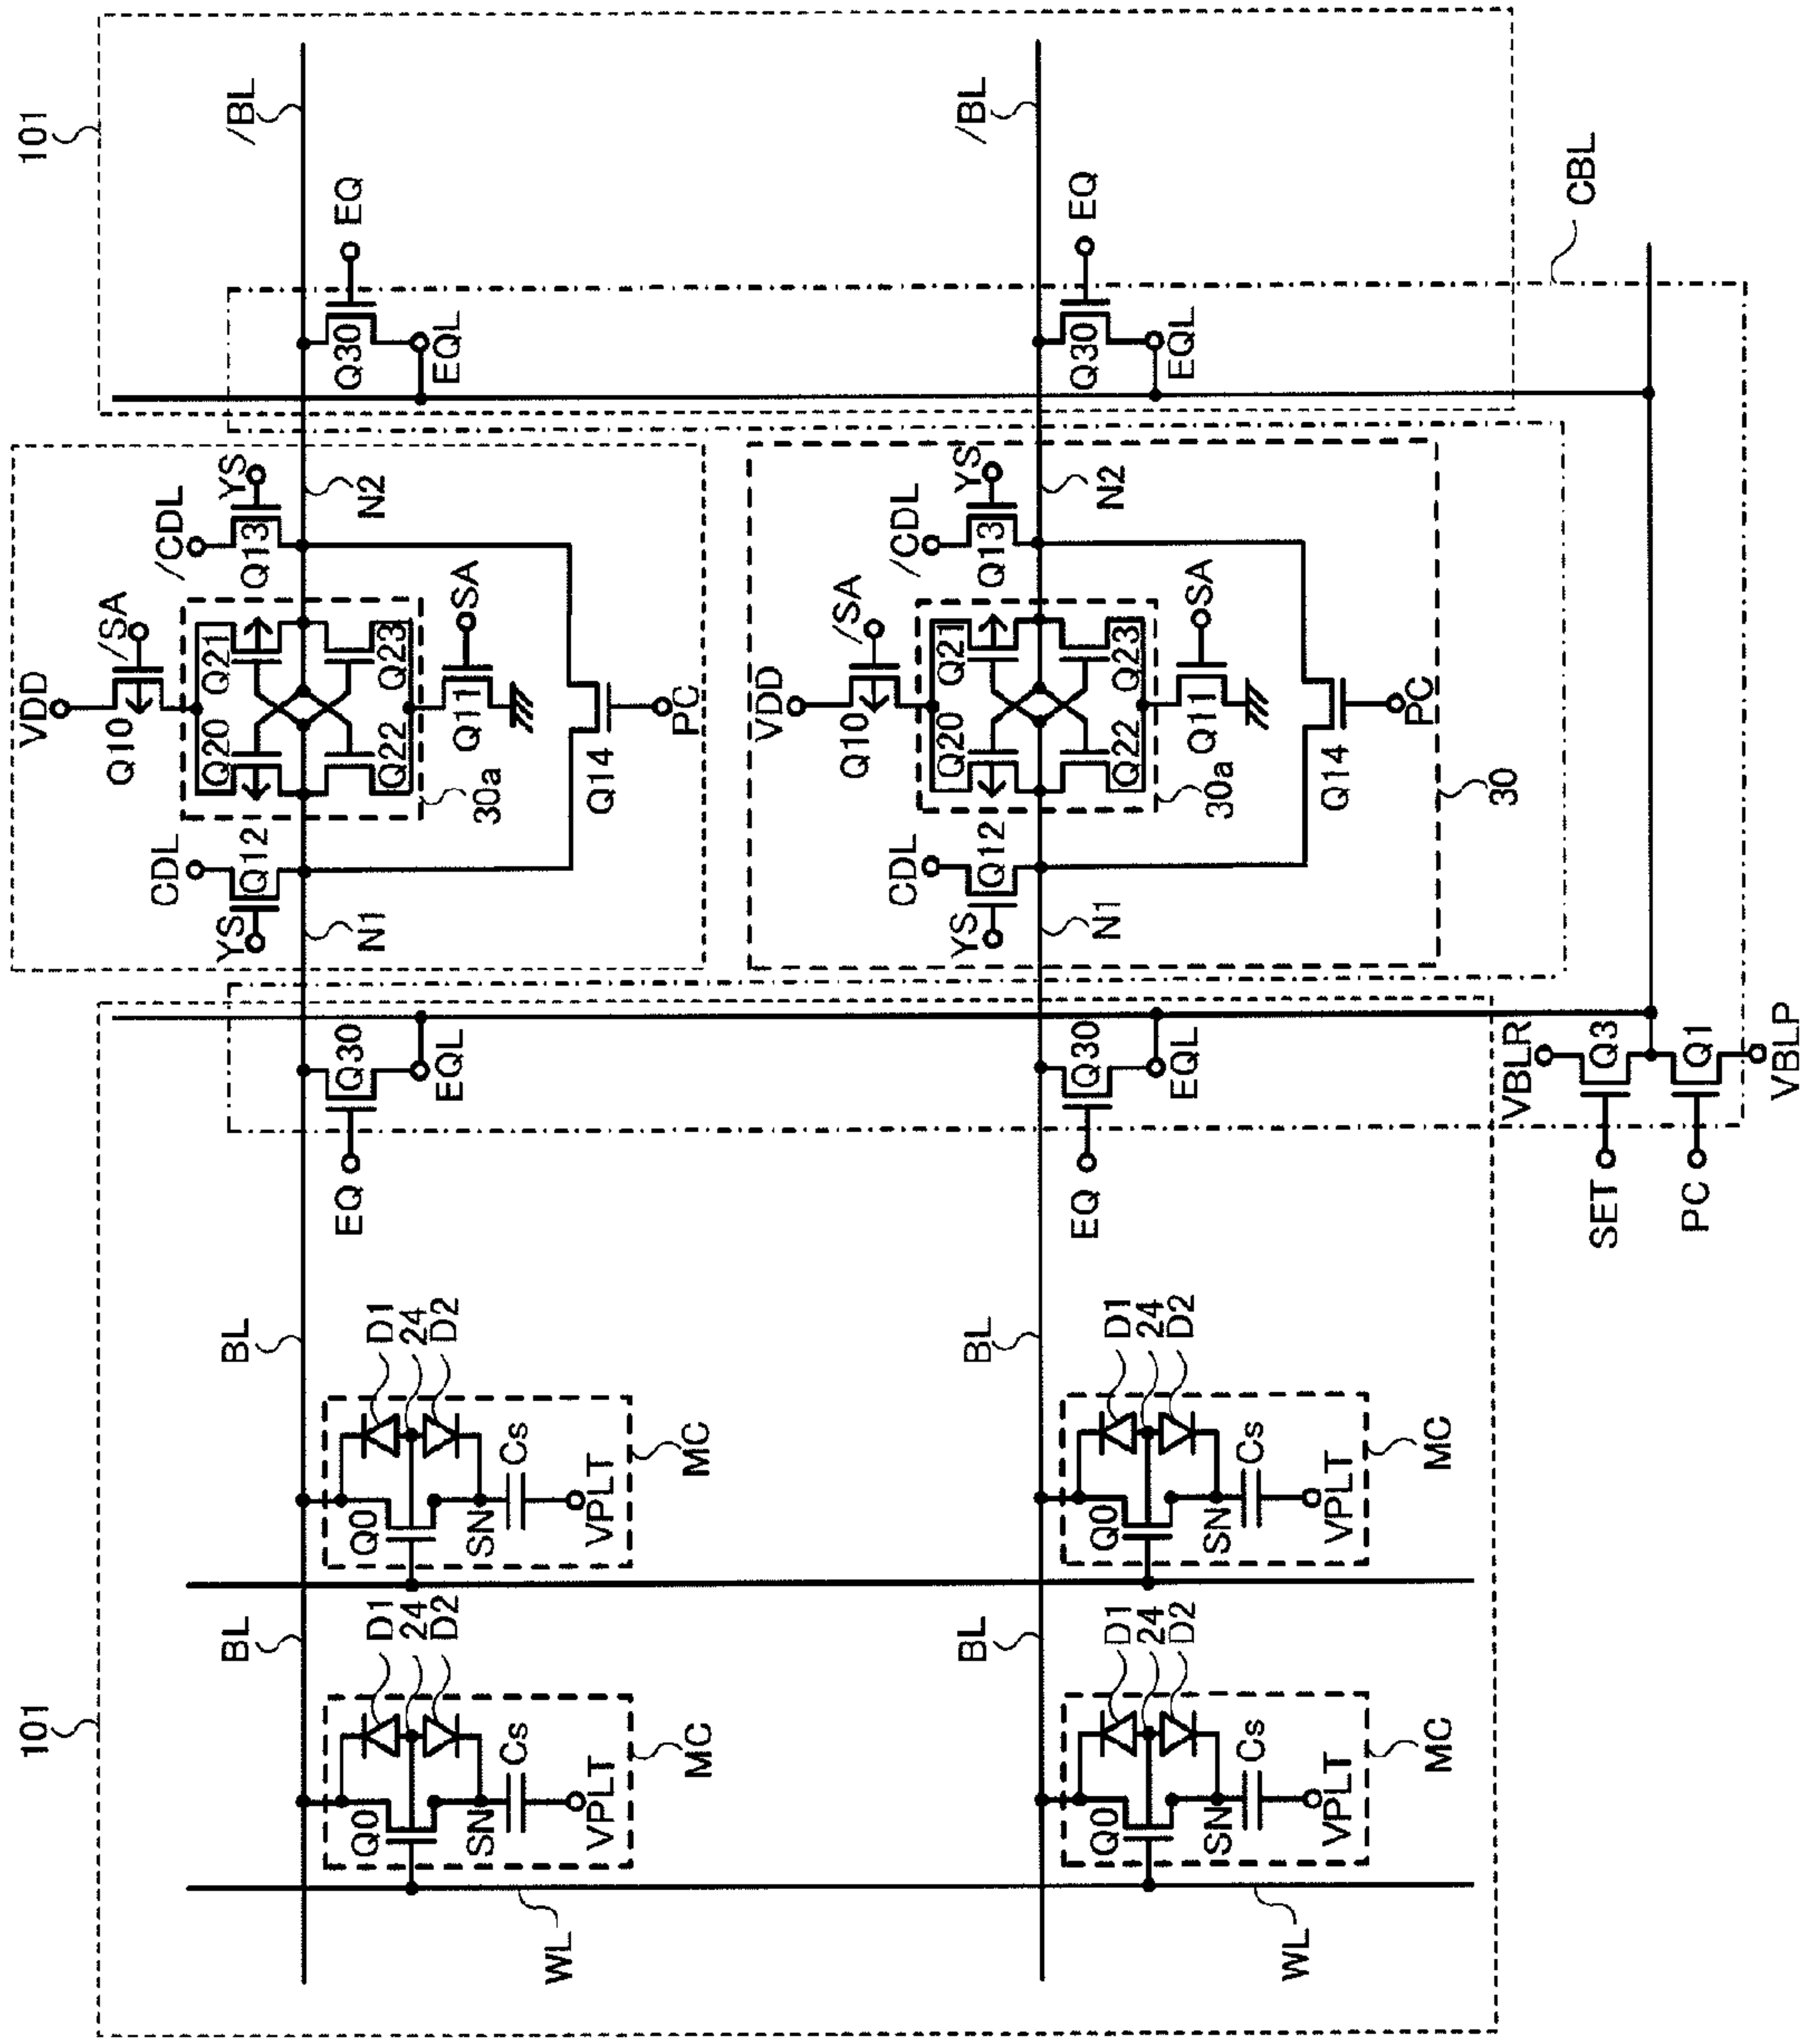 101
VDD
101
Q10
/SA
CDL
/CDL
BL
BL
YS
Q12
Q20
Q21
Q13
YS
/BL
EQ
Q30
Q30
EQ
Q0
D1
Q0
D1
N1
Q22
Q23
N2
24
24
D2
D2
EQL
EQL
SN
Cs
SN
Cs
30a
Q11
SA
WL
VPLT
VPLT
Q14
MC
MC
PC
VDD
Q10
/SA
CDL
/CDL
BL
BL
YS
Q12
Q20
Q21
Q13
YS
/BL
EQ
Q30
Q30
EQ
Q0
D1
Q0
D1
N1
Q22
Q23
N2
24
24
D2
D2
EQL
EQL
SN
Cs
SN
Cs
30a
Q11
SA
WL
VPLT
VPLT
Q14
MC
MC
PC
30
VBLR
CBL
SET
Q3
PC
Q1
VBLP